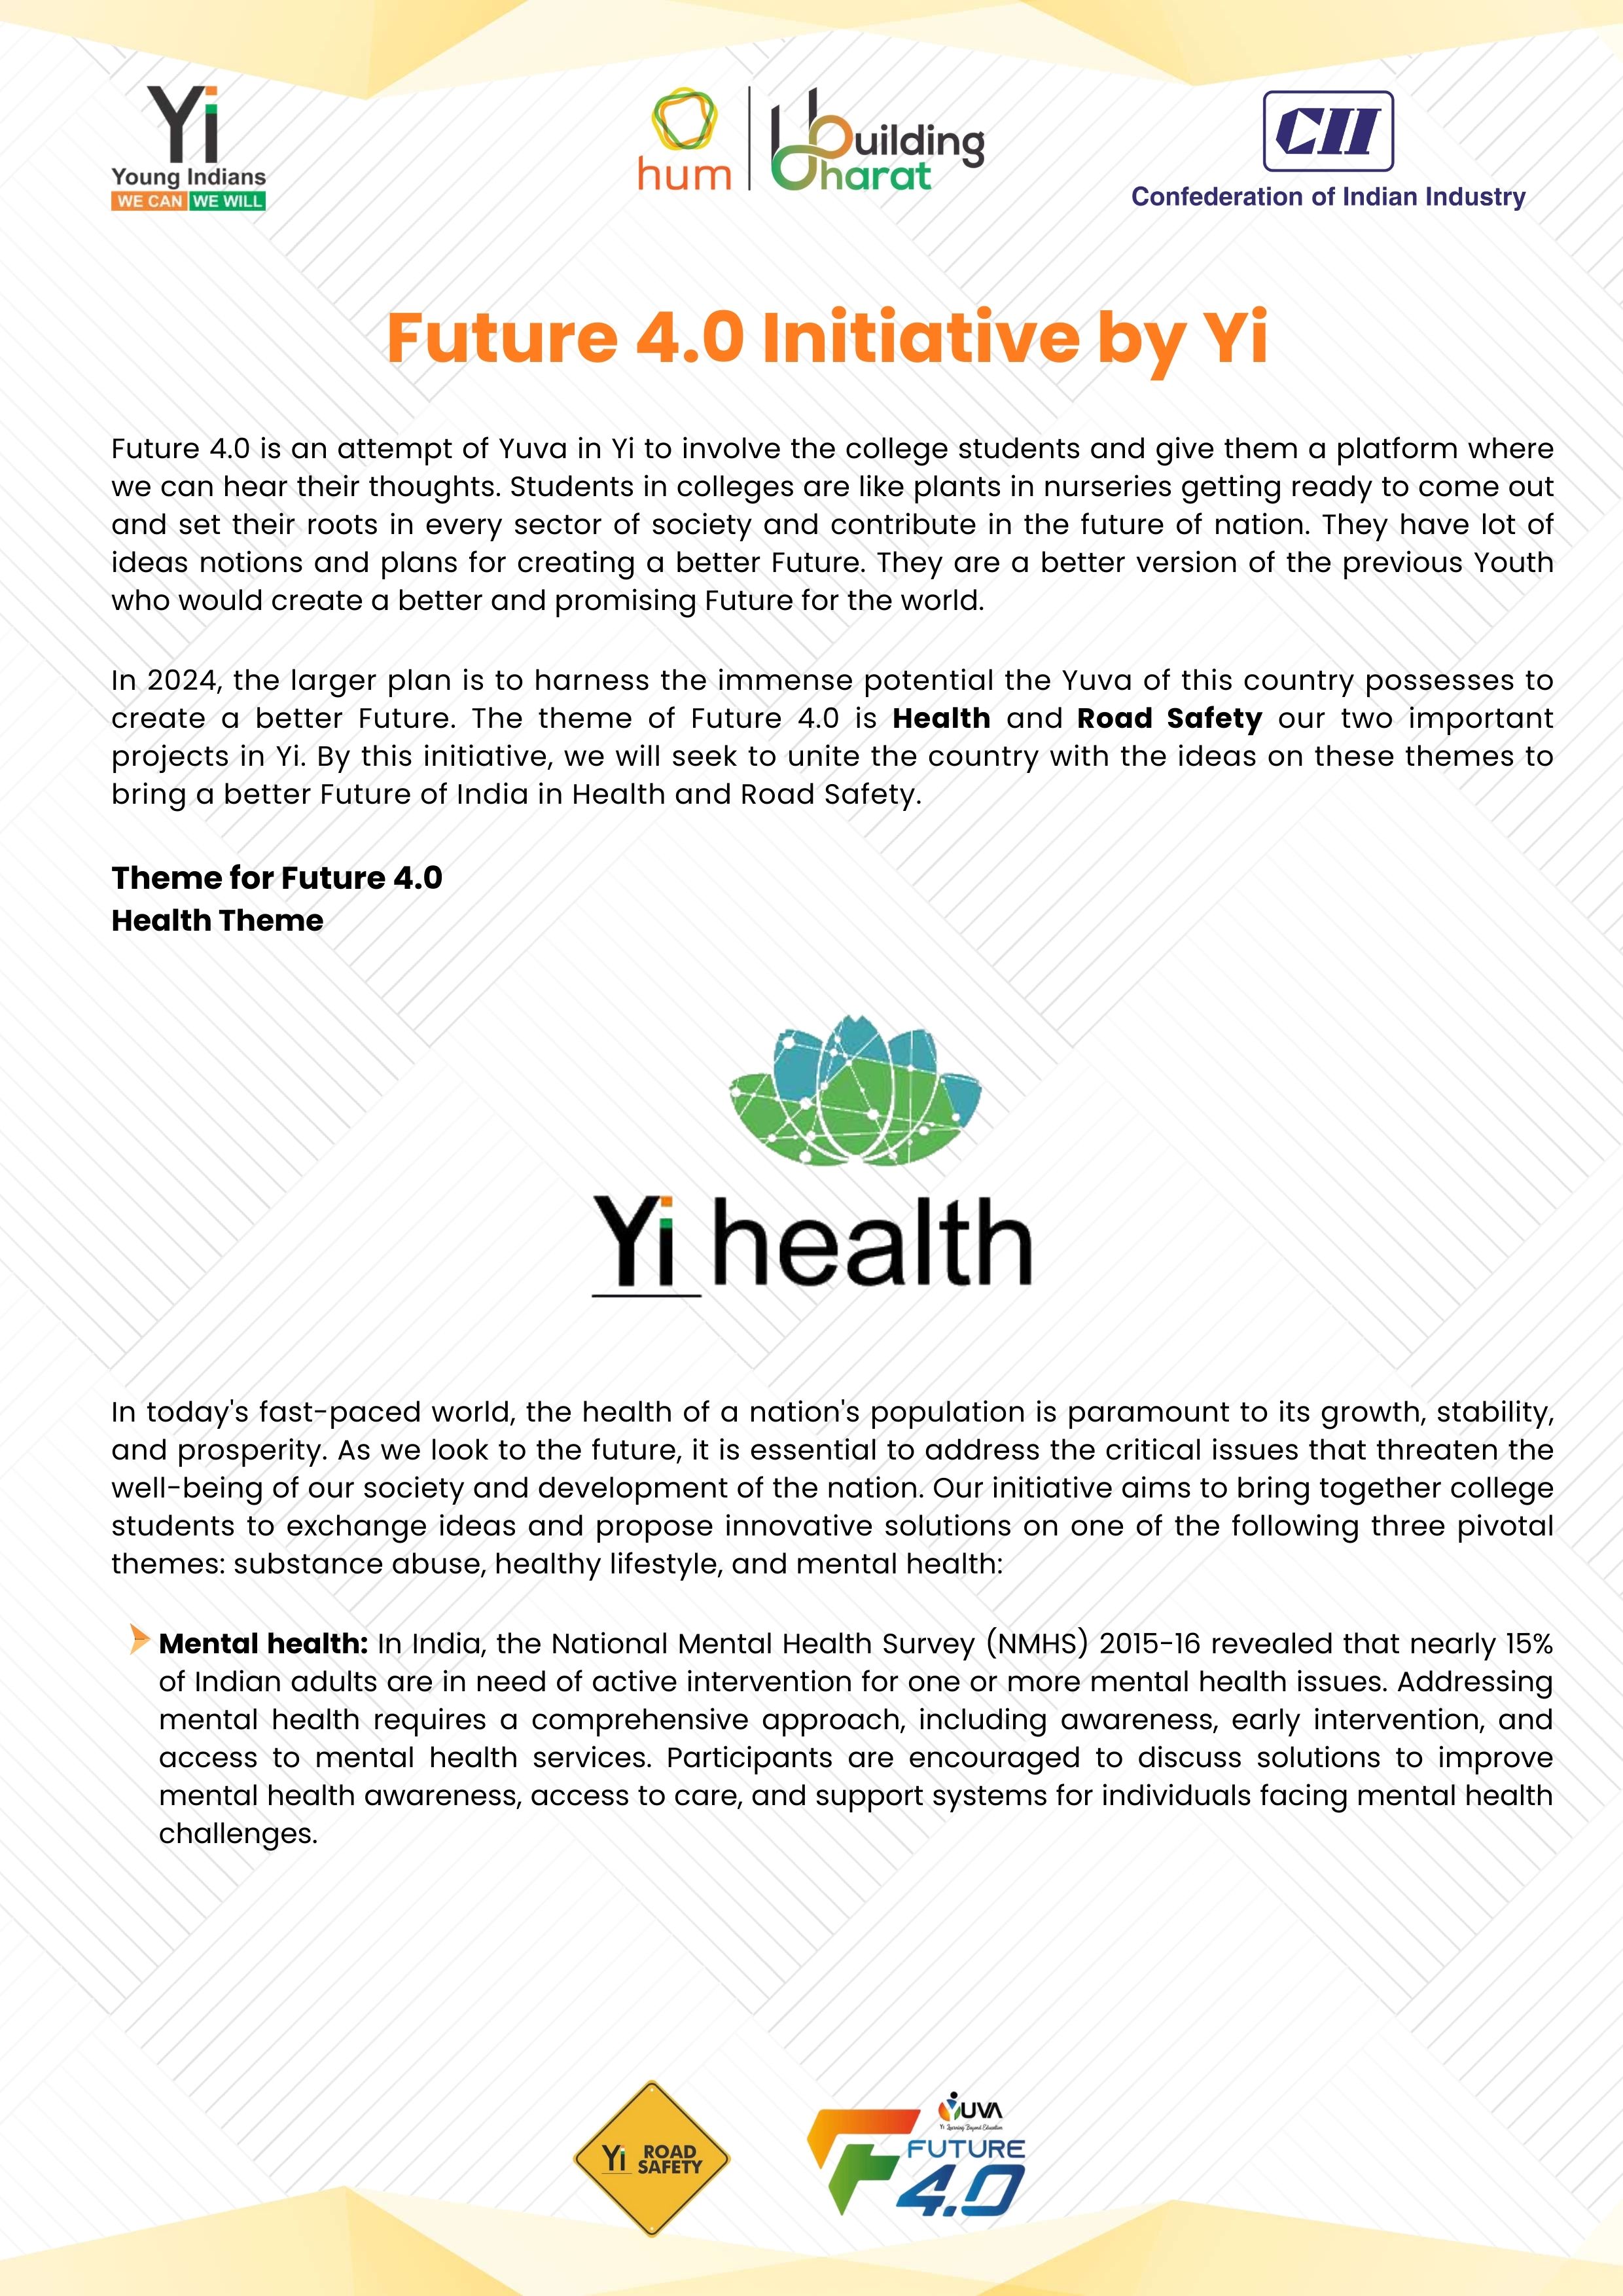 Yi
Young Indians
WE CAN WE WILL
hum
Building
Bharat
CII
Confederation of Indian Industry
Future 4.0 Initiative by Yi
Future 4.0 is an attempt of Yuva in Yi to involve the college students and give them a platform where
we can hear their thoughts. Students in colleges are like plants in nurseries getting ready to come out
and set their roots in every sector of society and contribute in the future of nation. They have lot of
ideas notions and plans for creating a better Future. They are a better version of the previous Youth
who would create a better and promising Future for the world.
In 2024, the larger plan is to harness the immense potential the Yuva of this country possesses to
create a better Future. The theme of Future 4.0 is Health and Road Safety our two important
projects in Yi. By this initiative, we will seek to unite the country with the ideas on these themes to
bring a better Future of India in Health and Road Safety.
Theme for Future 4.0
Health Theme
Yi health
In today's fast-paced world, the health of a nation's population is paramount to its growth, stability,
and prosperity. As we look to the future, it is essential to address the critical issues that threaten the
well-being of our society and development of the nation. Our initiative aims to bring together college
students to exchange ideas and propose innovative solutions on one of the following three pivotal
themes: substance abuse, healthy lifestyle, and mental health:
Mental health: In India, the National Mental Health Survey (NMHS) 2015-16 revealed that nearly 15%
of Indian adults are in need of active intervention for one or more mental health issues. Addressing
mental health requires a comprehensive approach, including awareness, early intervention, and
access to mental health services. Participants are encouraged to discuss solutions to improve
mental health awareness, access to care, and support systems for individuals facing mental health
challenges.
Yi ROAD
SAFETY
YUVA
Yi Learning Beyond Education
FUTURE
4.0